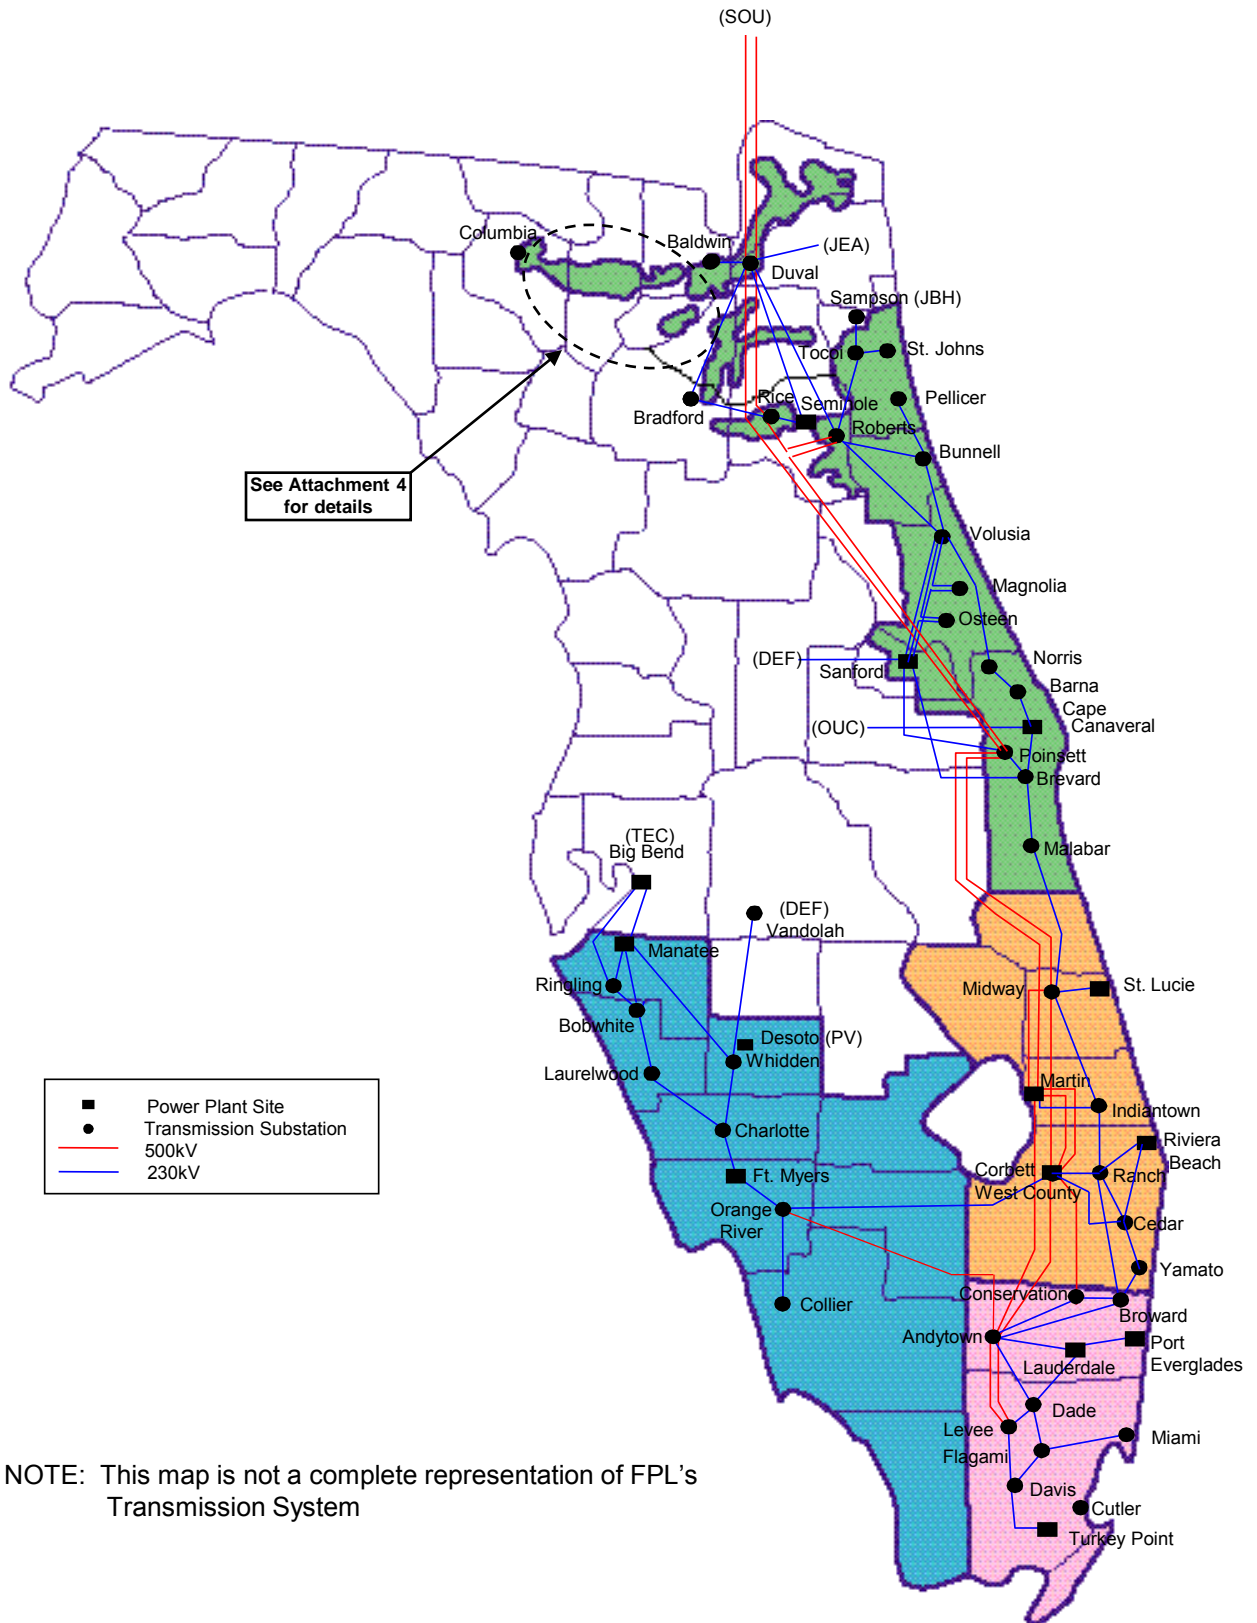 (SOU)
Columbia
Baldwin
(JEA)
Duval
Sampson (JBH)
Tocoi
St. Johns
Rice
Seminole
Pellicer
Bradford
Roberts
Bunnell
See Attachment 4
for details
Volusia
Magnolia
Osteen
(DEF)
Sanford
Norris
Barna
Cape
Canaveral
(OUC)
Poinsett
Brevard
Malabar
(TEC)
Big Bend
(DEF)
Vandolah
Manatee
Ringling
Midway
St. Lucie
Bobwhite
Desoto (PV)
Whidden
Laurelwood
Martin
Indiantown
Power Plant Site
Transmission Substation
500kV
230kV
Charlotte
Riviera
Beach
Ft. Myers
Corbett
West County
Ranch
Orange
River
Cedar
Yamato
Collier
Conservation
Broward
Andytown
Port
Everglades
Lauderdale
Dade
Levee
Miami
Flagami
Davis
Cutler
Turkey Point
NOTE: This map is not a complete representation of FPL's
Transmission System